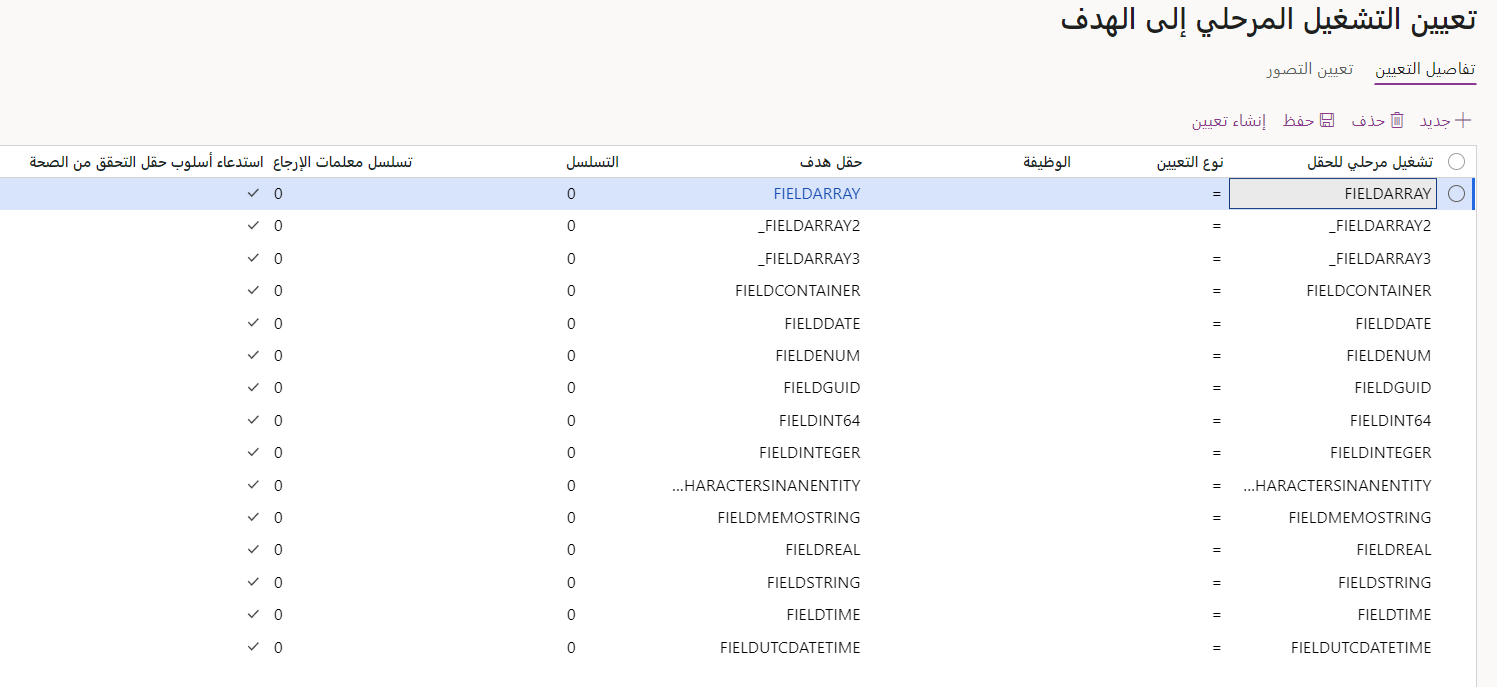 تعيين التشغيل المرحلي إلى الهدف
تفاصيل التعيين تعيين التصور
جديد حذف حفظ إنشاء تعيين
تشغيل مرحلي للحقل نوع التعيين الوظيفة حقل هدف التسلسل تسلسل معلمات الإرجاع استدعاء أسلوب حقل التحقق من الصحة
FIELDARRAY = FIELDARRAY 0 0
FIELDARRAY2_ = FIELDARRAY2_ 0 0
FIELDARRAY3_ = FIELDARRAY3_ 0 0
FIELDCONTAINER = FIELDCONTAINER 0 0
FIELDDATE = FIELDDATE 0 0
FIELDENUM = FIELDENUM 0 0
FIELDGUID = FIELDGUID 0 0
FIELDINT64 = FIELDINT64 0 0
FIELDINTEGER = FIELDINTEGER 0 0
...HARACTERSINANENTITY = ...HARACTERSINANENTITY 0 0
FIELDMEMOSTRING = FIELDMEMOSTRING 0 0
FIELDREAL = FIELDREAL 0 0
FIELDSTRING = FIELDSTRING 0 0
FIELDTIME = FIELDTIME 0 0
FIELDUTCDATETIME = FIELDUTCDATETIME 0 0